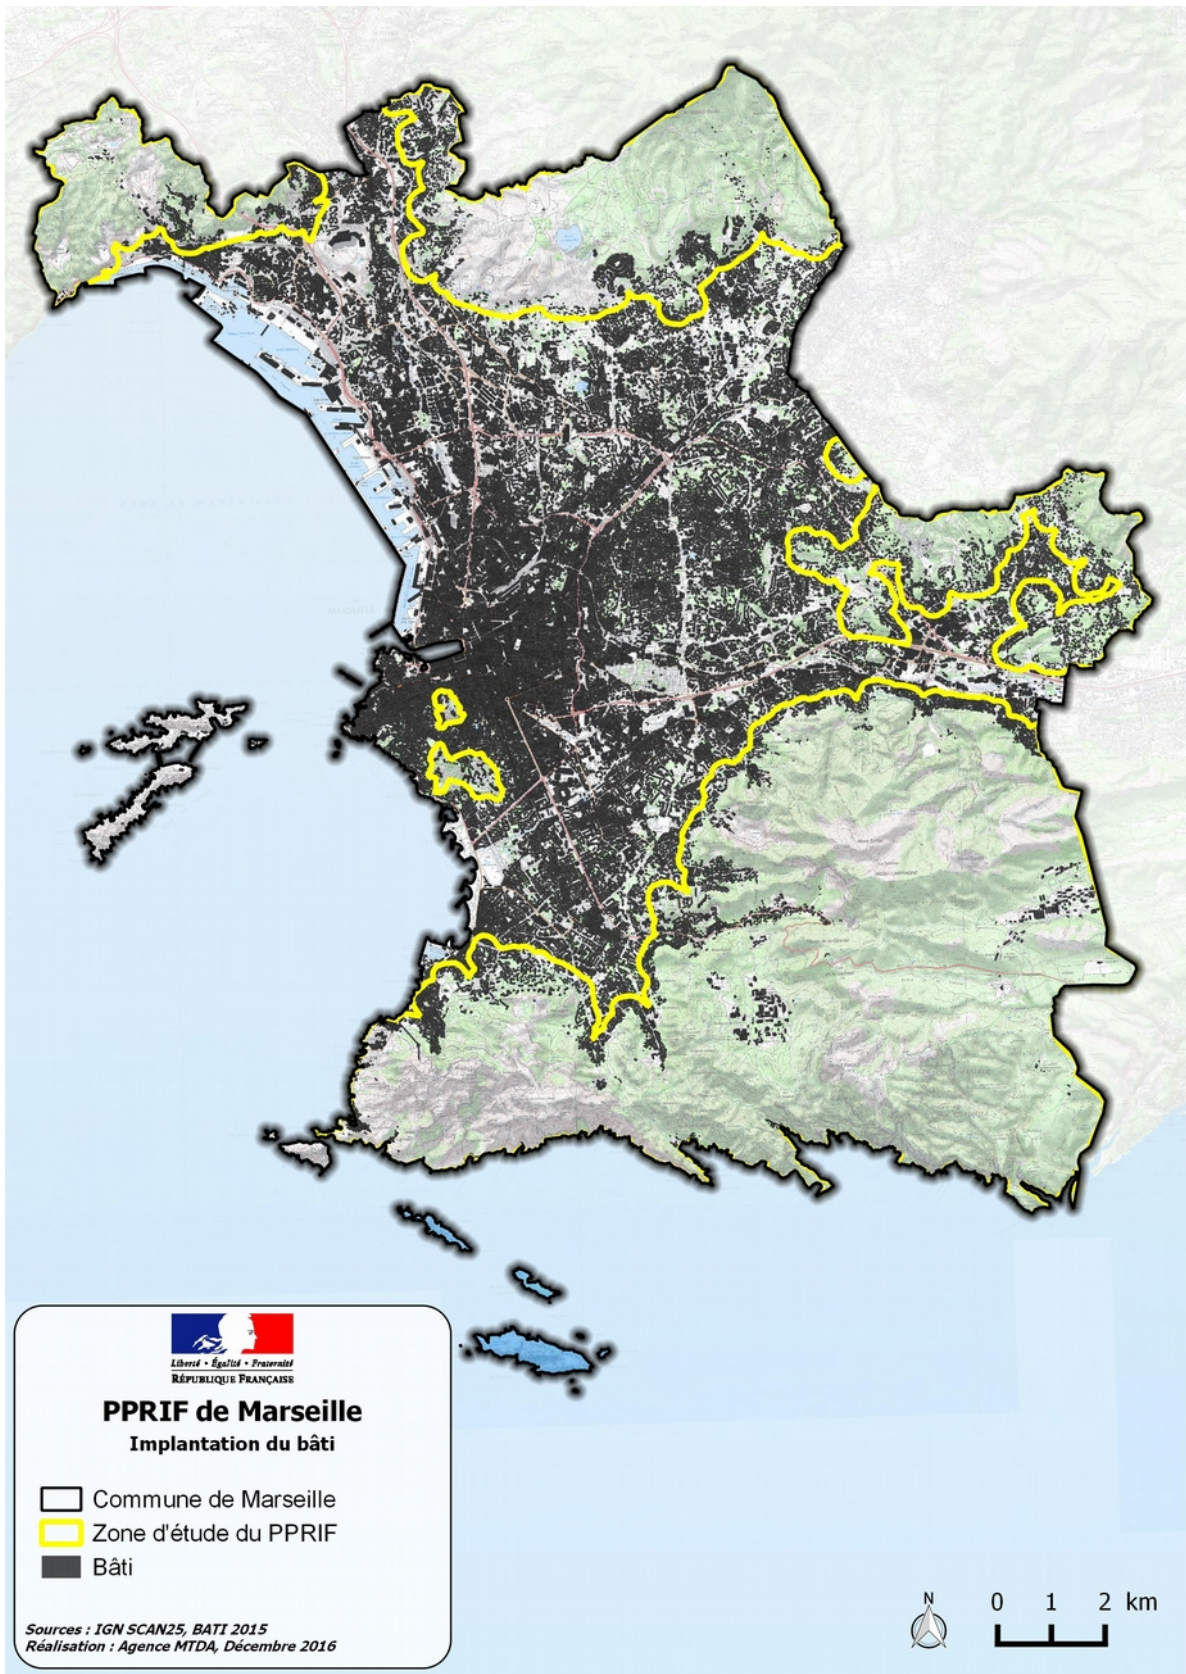 Liberté • Égalité • Fraternité
RÉPUBLIQUE FRANÇAISE
PPRIF de Marseille
Implantation du bâti
Commune de Marseille
Zone d'étude du PPRIF
Bâti
Sources : IGN SCAN25, BATI 2015
Réalisation : Agence MTDA, Décembre 2016
N
0 1 2 km